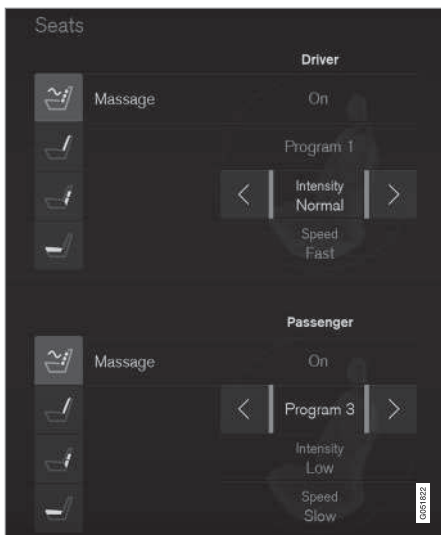 Seats
Driver
Massage On
Program 1
Intensity
Normal
Speed
Fast
Passenger
Massage On
Program 3
Intensity
Low
Speed
Slow
G051822